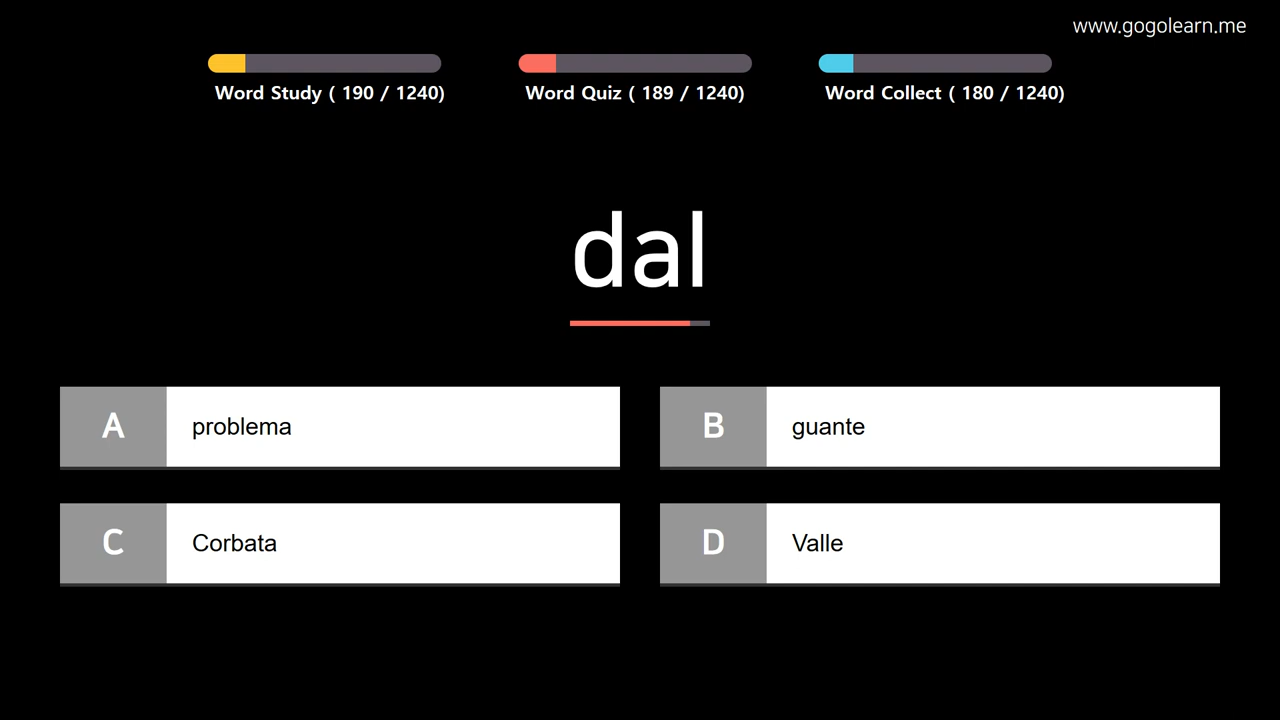 www.gogolearn.me
Word Study ( 190 / 1240)
Word Quiz ( 189 / 1240)
Word Collect ( 180 / 1240)
dal
A problema
B guante
C Corbata
D Valle